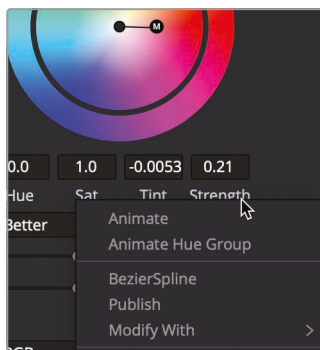 M
0.0 1.0 -0.0053 0.21
Hue Sat Tint Strength
Better
Animate
Animate Hue Group
BezierSpline
Publish
Modify With >